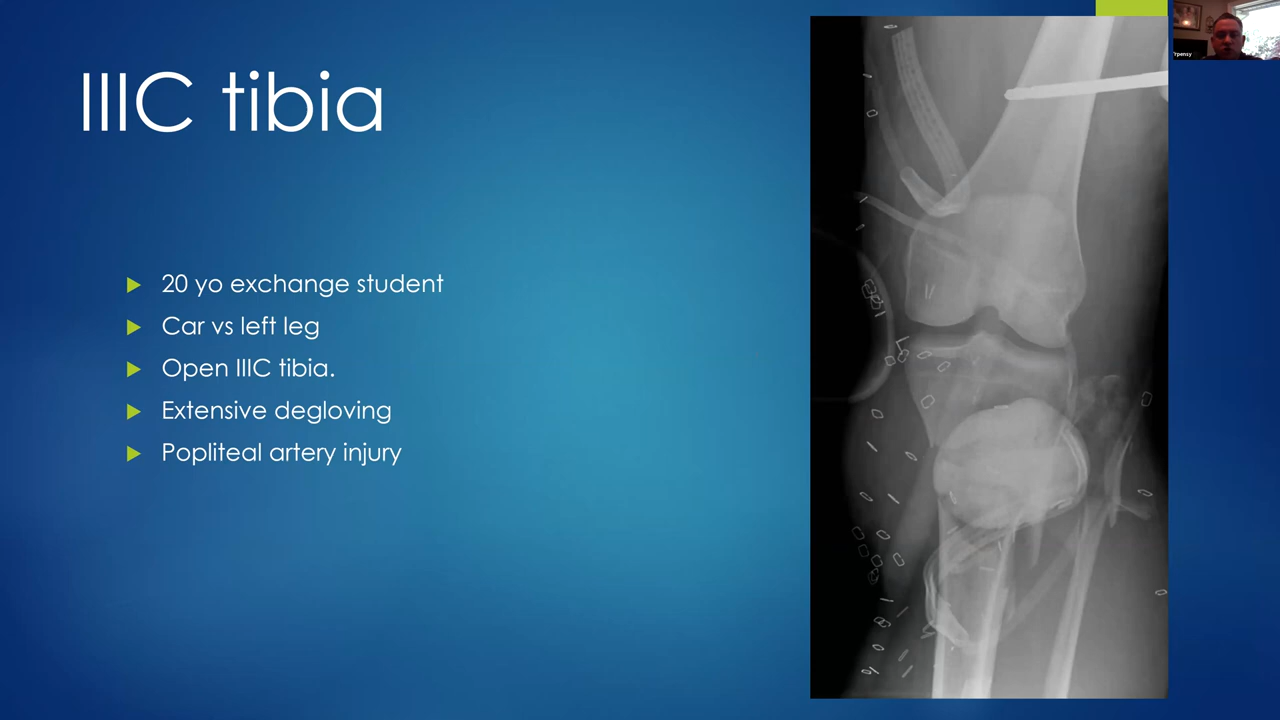 IIIC tibia
20 yo exchange student
Car vs left leg
Open IIIC tibia.
Extensive degloving
Popliteal artery injury